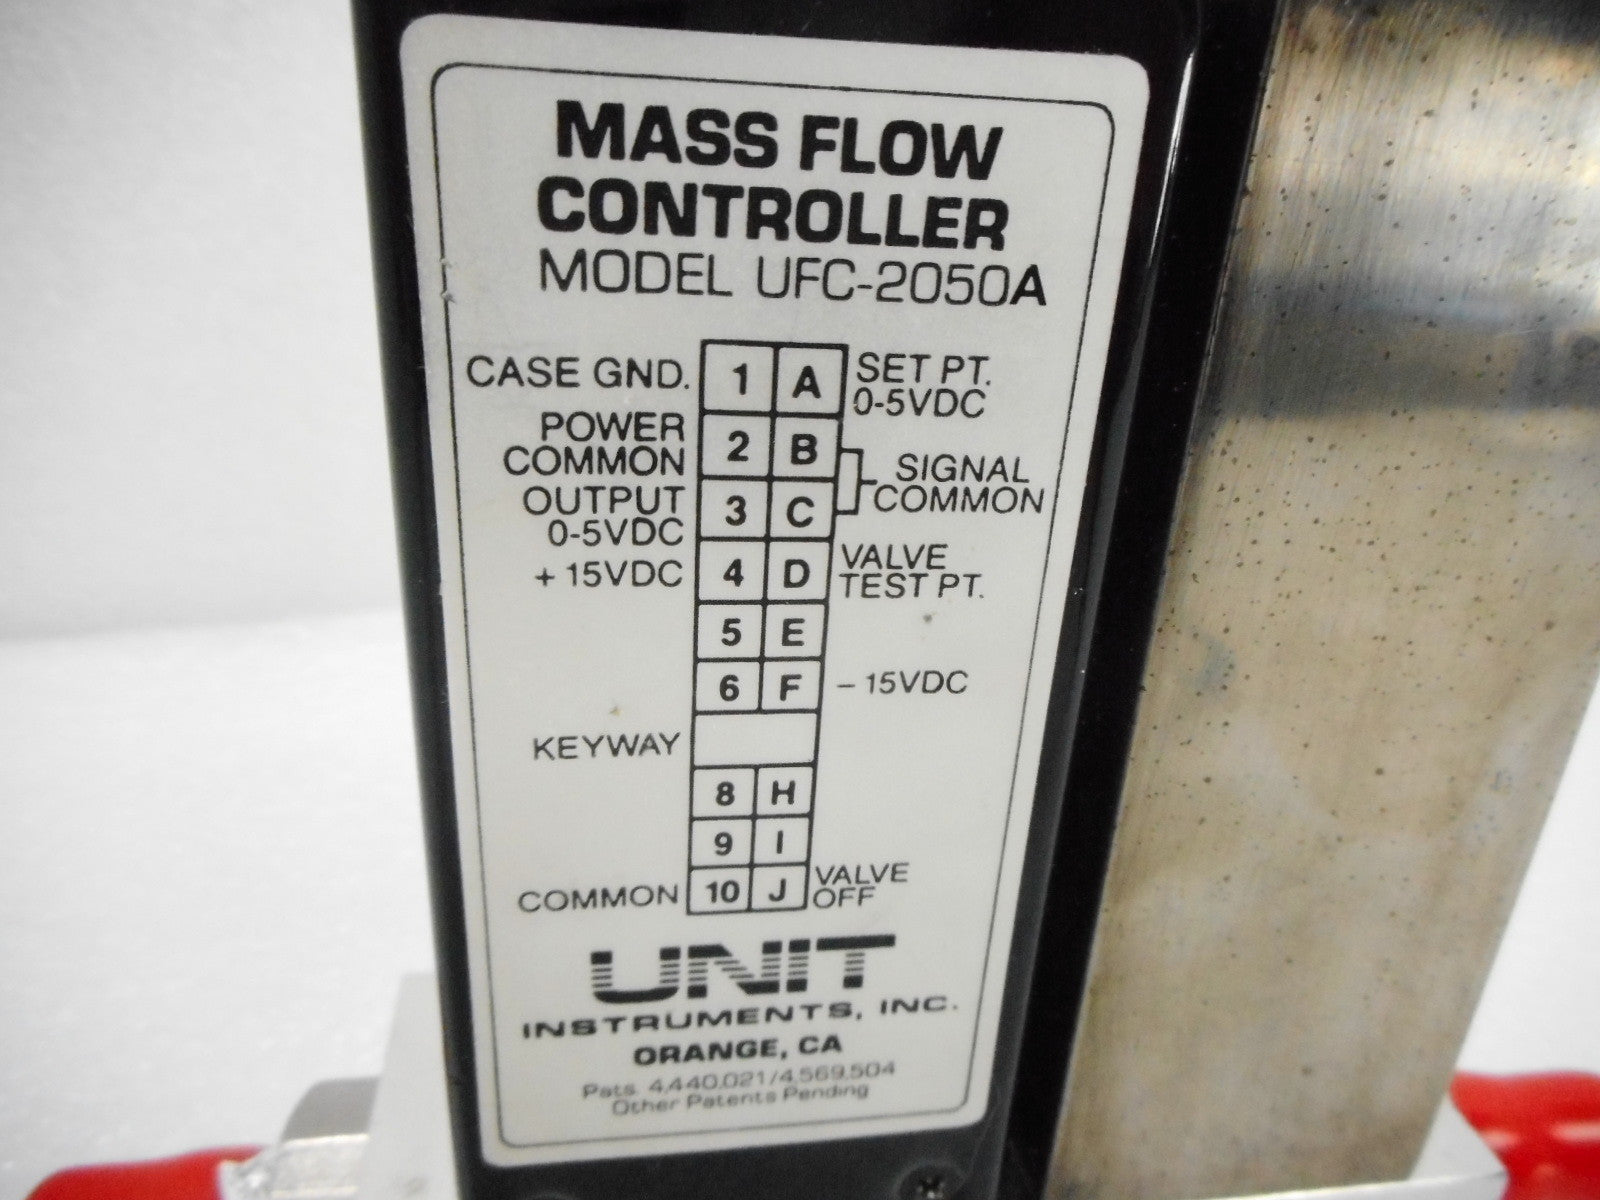 MASS FLOW
CONTROLLER
MODEL UFC-2050A
CASE GND. 1 A SET PT.
0-5VDC
POWER
COMMON 2 B
SIGNAL
COMMON
OUTPUT
0-5VDC 3 C
+ 15VDC 4 D VALVE
TEST PT.
5 E
6 F - 15VDC
KEYWAY
8 H
9 I
COMMON 10 J VALVE
OFF
UNIT
INSTRUMENTS, INC.
ORANGE, CA
Pats. 4,440,021/4,569,504
Other Patents Pending